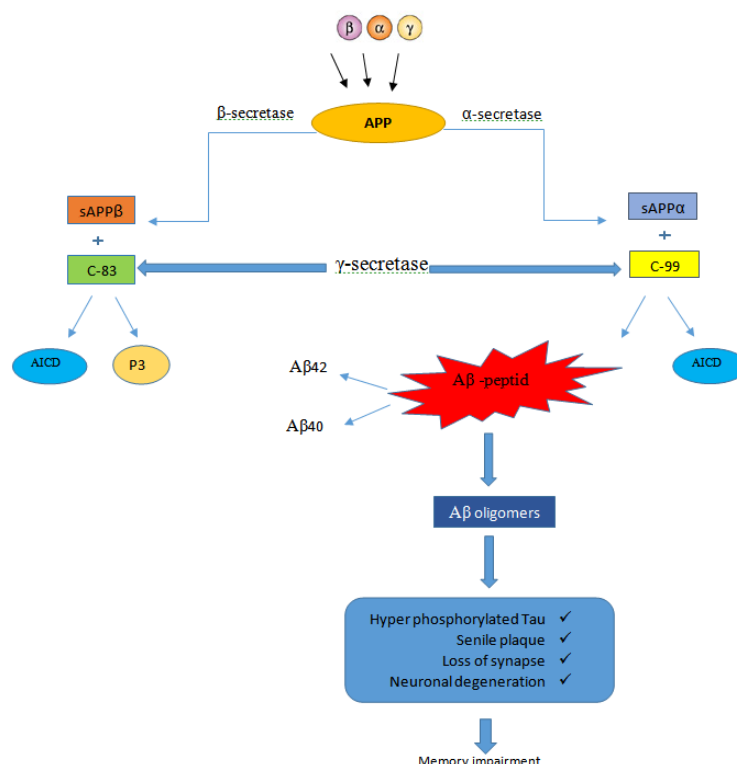 β α γ
β-secretase APP α-secretase
sAPPβ sAPPα
+ +
C-83 γ-secretase C-99
AICD P3 Aβ -peptid AICD
Aβ42
Aβ40
Aβ oligomers
Hyper phosphorylated Tau ✓
Senile plaque ✓
Loss of synapse ✓
Neuronal degeneration ✓
Memory impairment